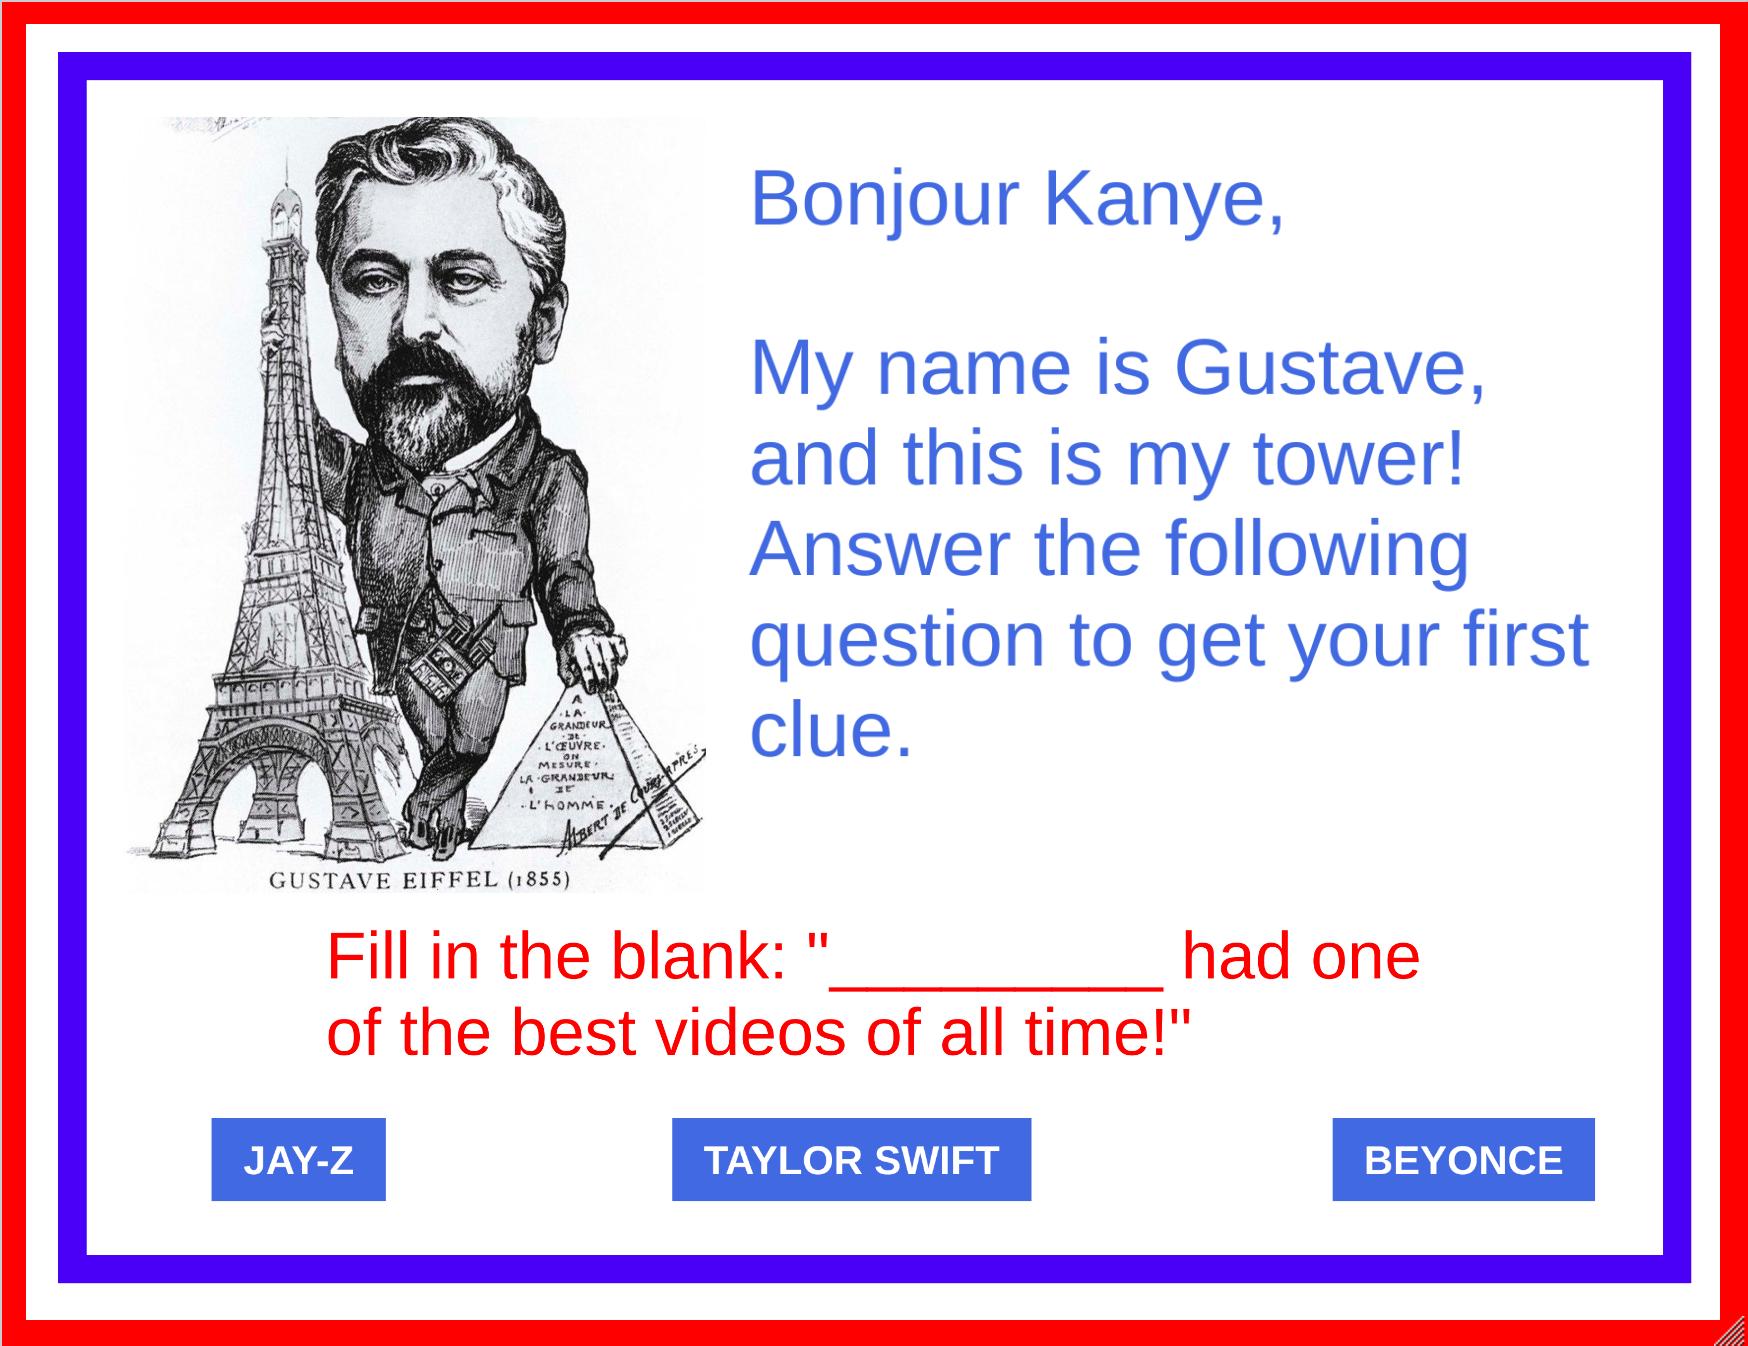 Bonjour Kanye,
My name is Gustave,
and this is my tower!
Answer the following
question to get your first
clue.
A
LA
GRANDEUR
DE
L'ŒUVRE
ON
MESURE
LA GRANDEUR
DE
L'HOMME.
ALBERT DE
APRES
GUSTAVE EIFFEL (1855)
Fill in the blank: "_________ had one
of the best videos of all time!"
JAY-Z
TAYLOR SWIFT
BEYONCE